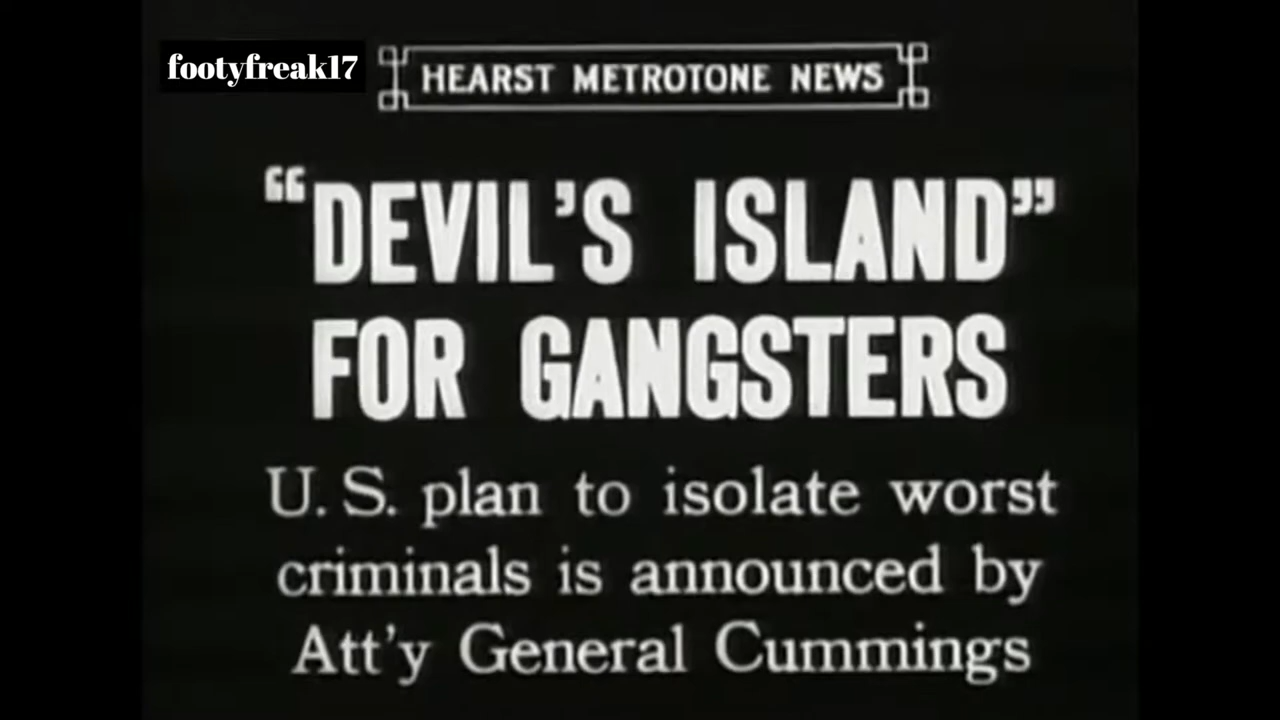 footyfreak17
HEARST METROTONE NEWS
“DEVIL’S ISLAND”
FOR GANGSTERS
U. S. plan to isolate worst
criminals is announced by
Att’y General Cummings